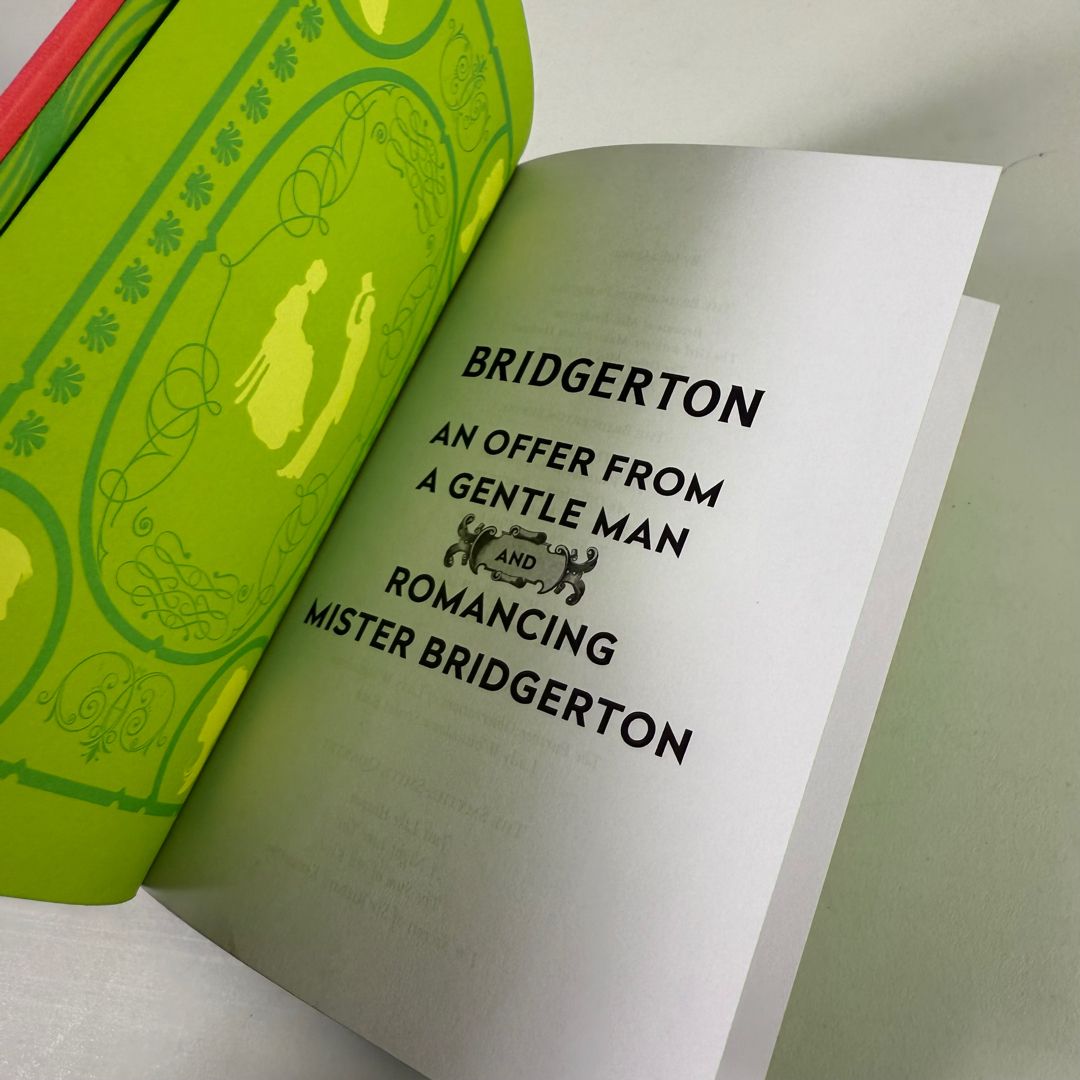 BRIDGERTON
AN OFFER FROM
A GENTLE MAN
AND
ROMANCING
MISTER BRIDGERTON